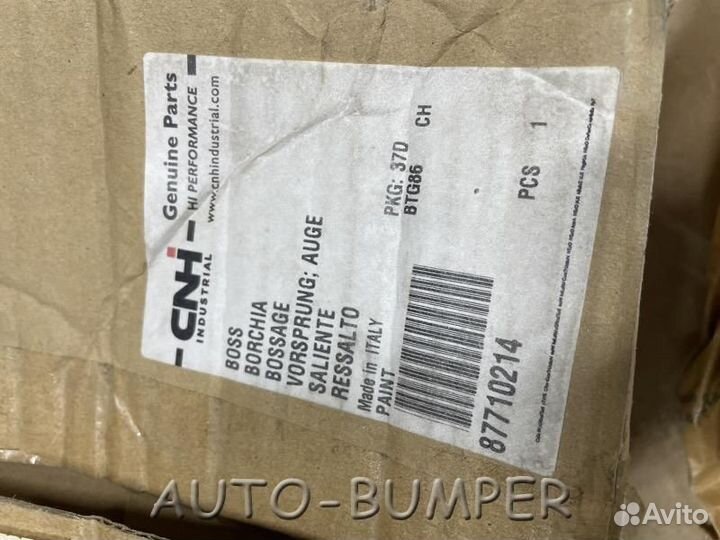 CNH
INDUSTRIAL
Genuine Parts
HI PERFORMANCE
www.cnhindustrial.com
BOSS
BORCHIA
BOSSAGE
VORSPRUNG; AUGE
SALIENTE
RESSALTO
Made in ITALY
PAINT
PKG: 37D CH
BTG86
87710214
PCS 1
AUTO-BUMPER
Avito